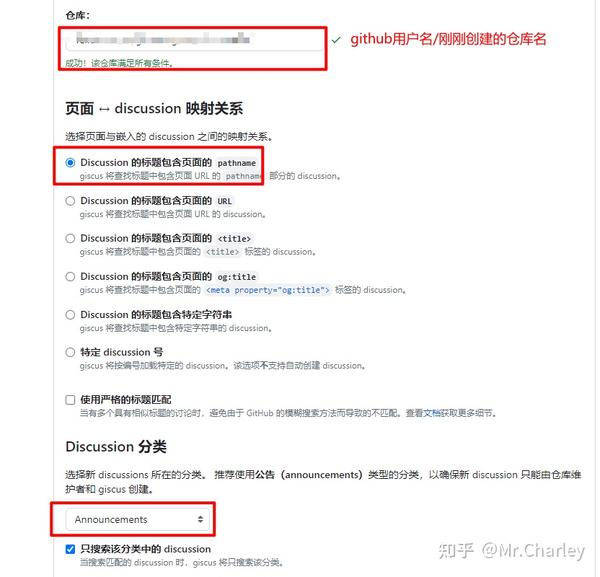 仓库：
github用户名/刚刚创建的仓库名
成功！该仓库满足所有条件。
页面 ↔ discussion 映射关系
选择页面与嵌入的 discussion 之间的映射关系。
Discussion 的标题包含页面的 pathname
giscus 将查找标题中包含页面 URL 的 pathname 部分的 discussion。
Discussion 的标题包含页面的 URL
giscus 将查找标题中包含页面 URL 的 discussion。
Discussion 的标题包含页面的 <title>
giscus 将查找标题中包含页面的 <title> 标签的 discussion。
Discussion 的标题包含页面的 og:title
giscus 将查找标题中包含页面的 <meta property="og:title"> 标签的 discussion。
Discussion 的标题包含特定字符串
giscus 将查找标题中包含特定字符串的 discussion。
特定 discussion 号
giscus 将按编号加载特定的 discussion。该选项不支持自动创建 discussion。
使用严格的标题匹配
当有多个具有相似标题的讨论时，避免由于 GitHub 的模糊搜索方法而导致的不匹配。查看文档获取更多细节。
Discussion 分类
选择新 discussions 所在的分类。 推荐使用公告（announcements）类型的分类，以确保新 discussion 只能由仓库维
护者和 giscus 创建。
Announcements
只搜索该分类中的 discussion
当搜索匹配的 discussion 时，giscus 将只搜索该分类。
知乎 @Mr.Charley